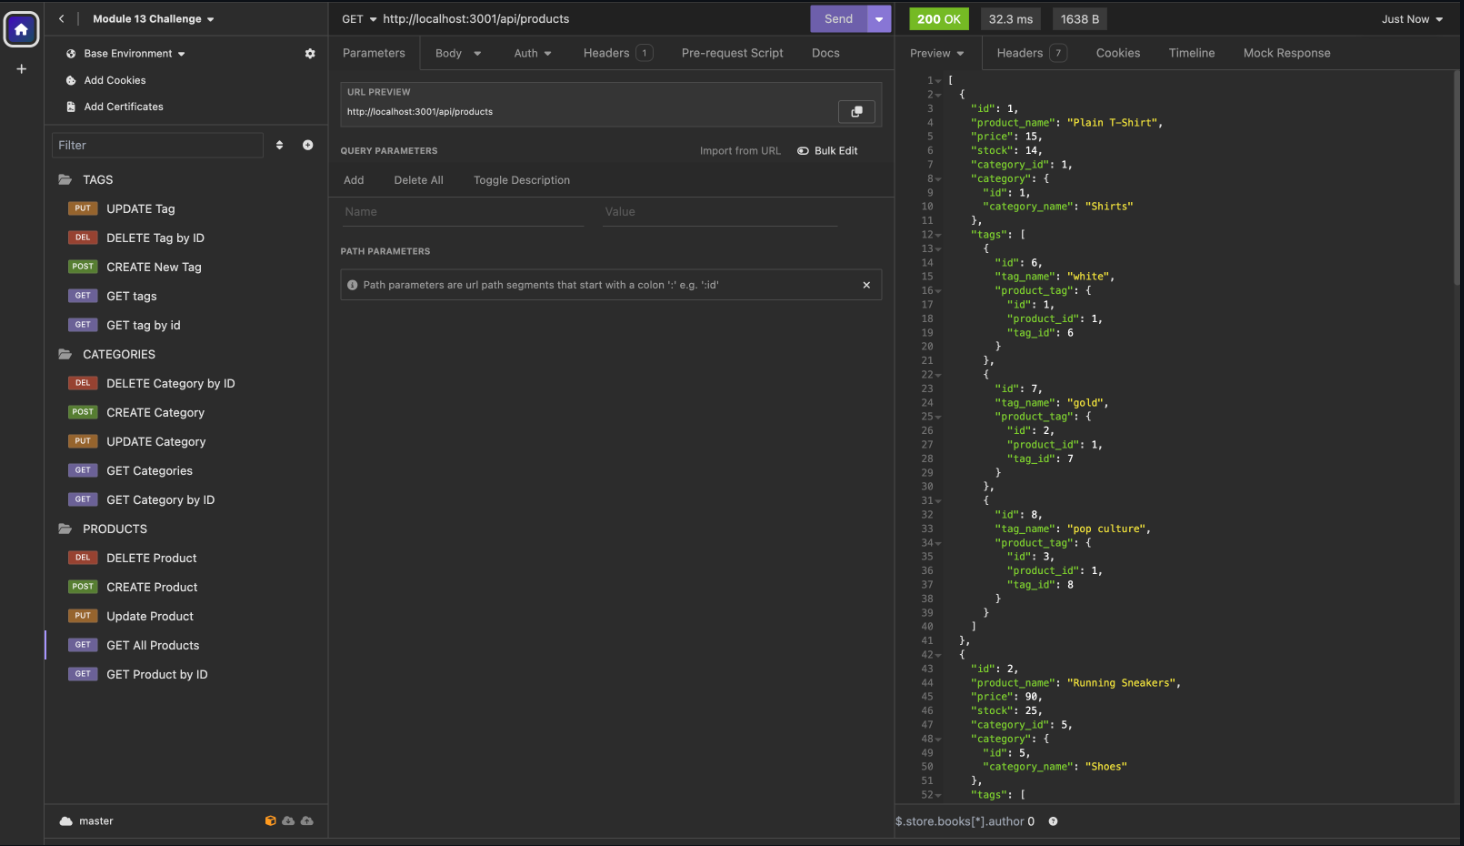 Module 13 Challenge
Base Environment
Add Cookies
Add Certificates
Filter
TAGS
PUT UPDATE Tag
DEL DELETE Tag by ID
POST CREATE New Tag
GET GET tags
GET GET tag by id
CATEGORIES
DEL DELETE Category by ID
POST CREATE Category
PUT UPDATE Category
GET GET Categories
GET GET Category by ID
PRODUCTS
DEL DELETE Product
POST CREATE Product
PUT Update Product
GET GET All Products
GET GET Product by ID
master
GET http://localhost:3001/api/products Send
Parameters Body Auth Headers 1 Pre-request Script Docs
URL PREVIEW
http://localhost:3001/api/products
QUERY PARAMETERS Import from URL Bulk Edit
Add Delete All Toggle Description
Name Value
PATH PARAMETERS
Path parameters are url path segments that start with a colon ':' e.g. ':id'
200 OK 32.3 ms 1638 B Just Now
Preview Headers 7 Cookies Timeline Mock Response
1 [
2 {
3 "id": 1,
4 "product_name": "Plain T-Shirt",
5 "price": 15,
6 "stock": 14,
7 "category_id": 1,
8 "category": {
9 "id": 1,
10 "category_name": "Shirts"
11 },
12 "tags": [
13 {
14 "id": 6,
15 "tag_name": "white",
16 "product_tag": {
17 "id": 1,
18 "product_id": 1,
19 "tag_id": 6
20 }
21 },
22 {
23 "id": 7,
24 "tag_name": "gold",
25 "product_tag": {
26 "id": 2,
27 "product_id": 1,
28 "tag_id": 7
29 }
30 },
31 {
32 "id": 8,
33 "tag_name": "pop culture",
34 "product_tag": {
35 "id": 3,
36 "product_id": 1,
37 "tag_id": 8
38 }
39 }
40 ]
41 },
42 {
43 "id": 2,
44 "product_name": "Running Sneakers",
45 "price": 90,
46 "stock": 25,
47 "category_id": 5,
48 "category": {
49 "id": 5,
50 "category_name": "Shoes"
51 },
52 "tags": [
$.store.books[*].author 0